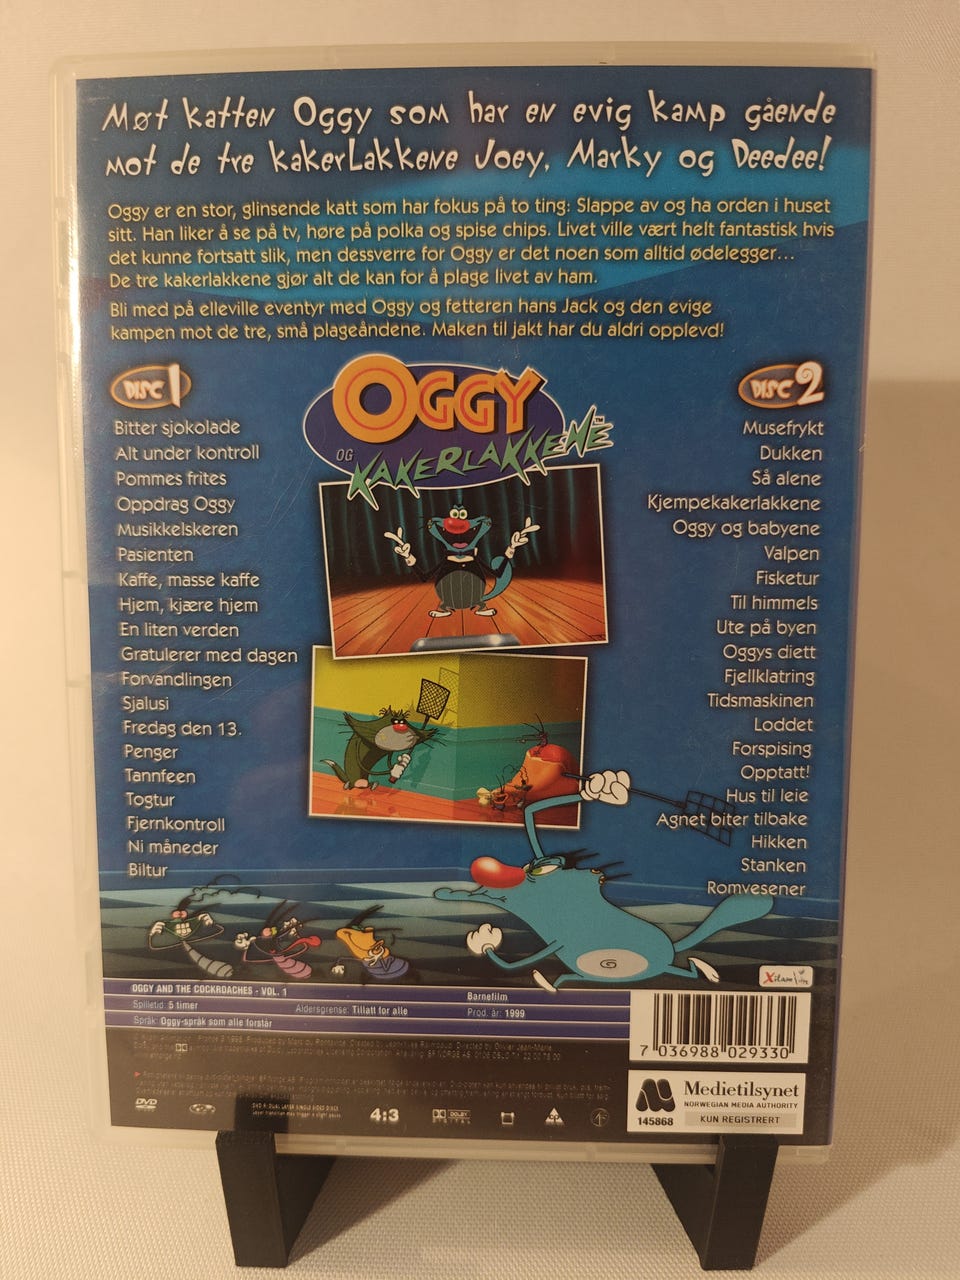 Møt katten Oggy som har en evig kamp gående
mot de tre kakerlakkene Joey, Marky og Deedee!
Oggy er en stor, glinsende katt som har fokus på to ting: Slappe av og ha orden i huset
sitt. Han liker å se på tv, høre på polka og spise chips. Livet ville vært helt fantastisk hvis
det kunne fortsatt slik, men dessverre for Oggy er det noen som alltid ødelegger...
De tre kakerlakkene gjør alt de kan for å plage livet av ham.
Bli med på elleville eventyr med Oggy og fetteren hans Jack og den evige
kampen mot de tre, små plageåndene. Maken til jakt har du aldri opplevd!
DISC 1
Bitter sjokolade
Alt under kontroll
Pommes frites
Oppdrag Oggy
Musikkelskeren
Pasienten
Kaffe, masse kaffe
Hjem, kjære hjem
En liten verden
Gratulerer med dagen
Forvandlingen
Sjalusi
Fredag den 13.
Penger
Tannfeen
Togtur
Fjernkontroll
Ni måneder
Biltur
OGGY
OG
KAKERLAKKENE
DISC 2
Musefrykt
Dukken
Så alene
Kjempekakerlakkene
Oggy og babyene
Valpen
Fisketur
Til himmels
Ute på byen
Oggys diett
Fjellklatring
Tidsmaskinen
Loddet
Forspising
Opptatt!
Hus til leie
Agnet biter tilbake
Hikken
Stanken
Romvesener
Xilam
OGGY AND THE COCKROACHES - VOL. 1
Barnefilm
Spilletid: 5 timer
Aldersgrense: Tillatt for alle
Prod. år: 1999
Språk: Oggy-språk som alle forstår
7 036988 029330
Medietilsynet
NORWEGIAN MEDIA AUTHORITY
145868 KUN REGISTRERT
DVD
4:3
DOLBY
DIGITAL